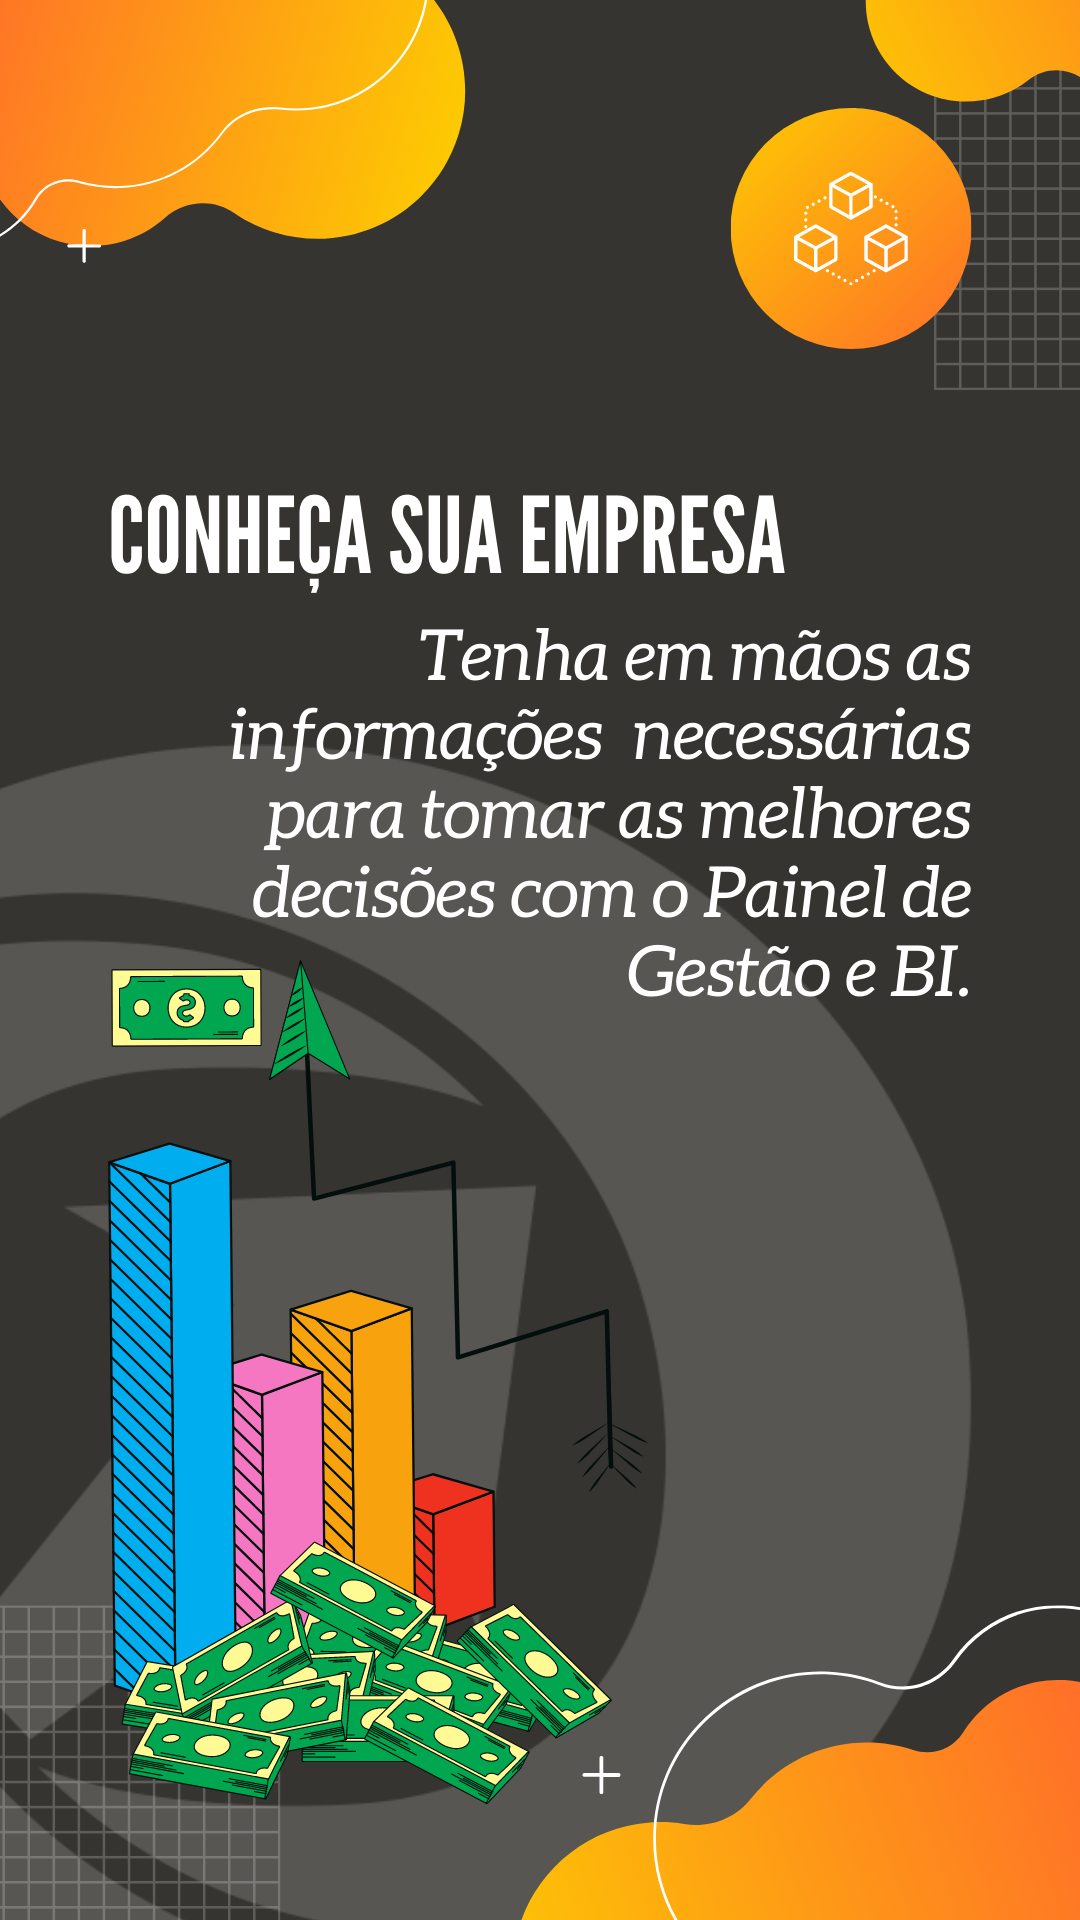 CONHEÇA SUA EMPRESA
Tenha em mãos as
informações necessárias
para tomar as melhores
decisões com o Painel de
Gestão e BI.